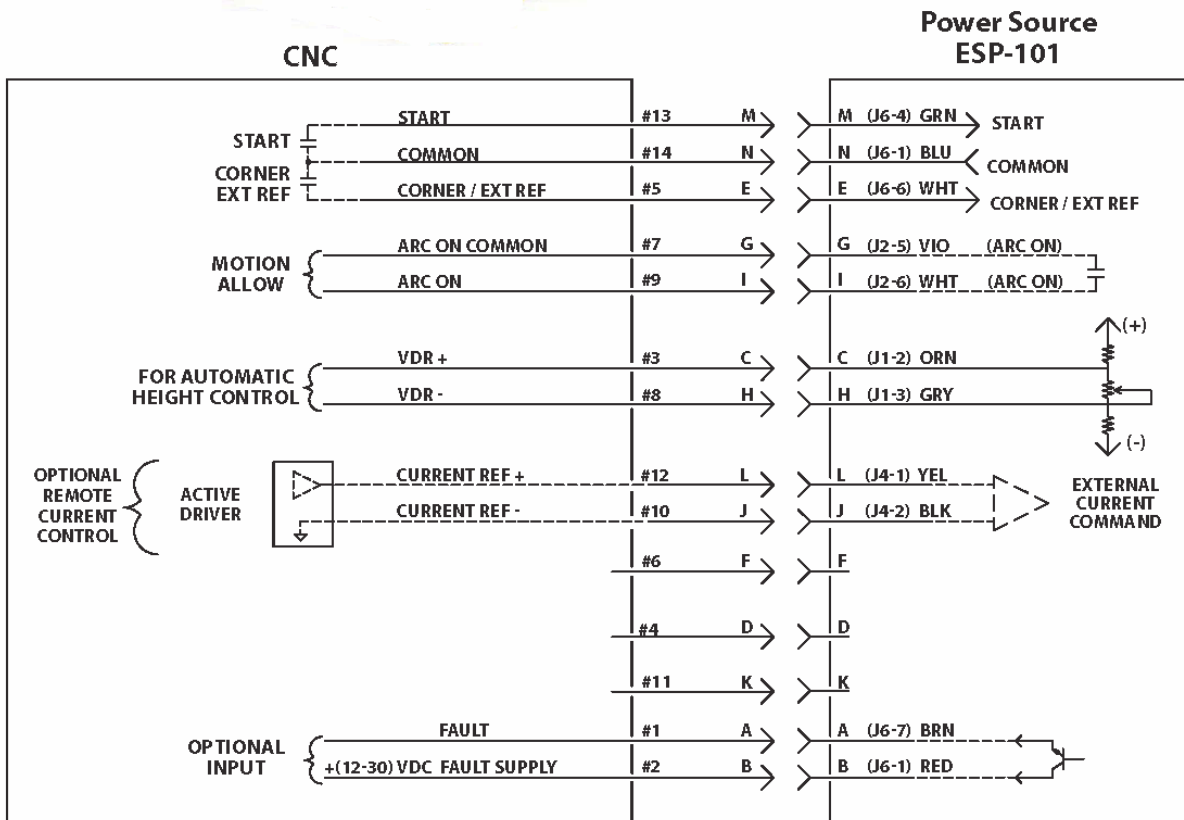 Power Source
ESP-101
CNC
START
CORNER
EXT REF
START #13 M M (J6-4) GRN START
COMMON #14 N N (J6-1) BLU COMMON
CORNER / EXT REF #5 E E (J6-6) WHT CORNER / EXT REF
MOTION
ALLOW
ARC ON COMMON #7 G G (J2-5) VIO (ARC ON)
ARC ON #9 I I (J2-6) WHT (ARC ON)
FOR AUTOMATIC
HEIGHT CONTROL
VDR + #3 C C (J1-2) ORN (+)
VDR - #8 H H (J1-3) GRY (-)
OPTIONAL
REMOTE
CURRENT
CONTROL
ACTIVE
DRIVER
CURRENT REF + #12 L L (J4-1) YEL
CURRENT REF - #10 J J (J4-2) BLK
EXTERNAL
CURRENT
COMMAND
#6 F F
#4 D D
#11 K K
OPTIONAL
INPUT
FAULT #1 A A (J6-7) BRN
+(12-30) VDC FAULT SUPPLY #2 B B (J6-1) RED